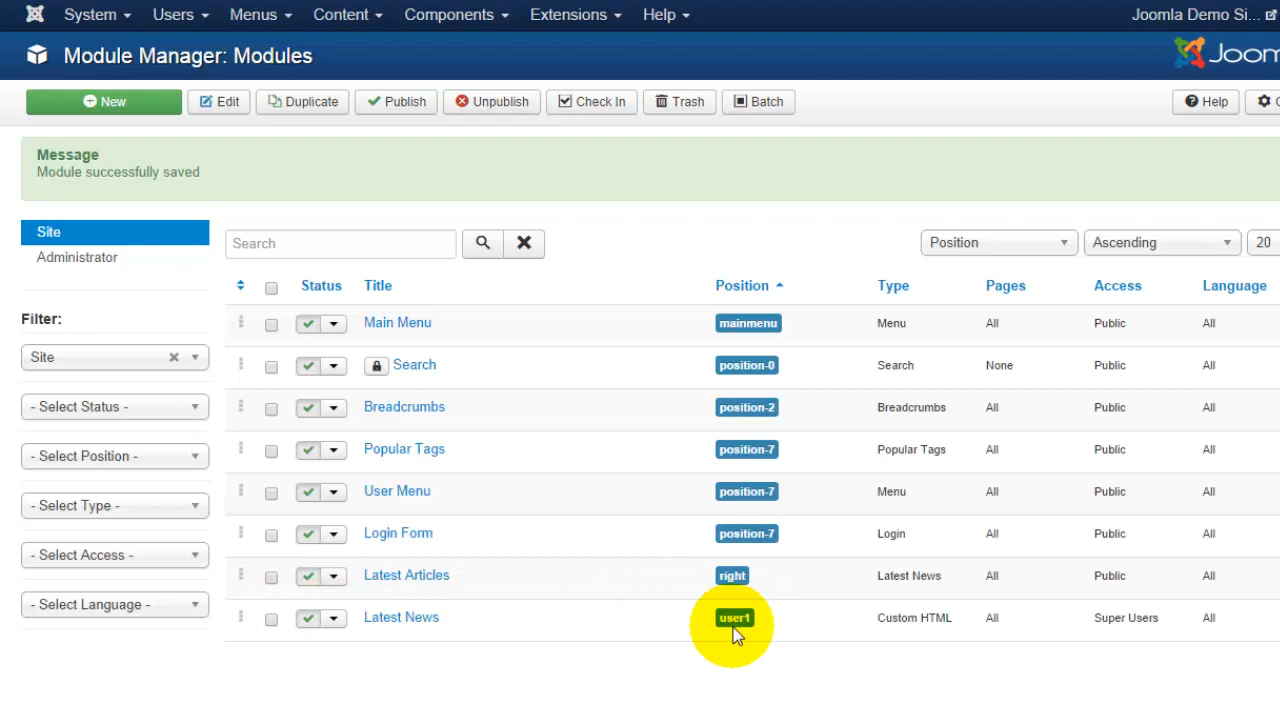 System Users Menus Content Components Extensions Help Joomla Demo Si...
Module Manager: Modules
New Edit Duplicate Publish Unpublish Check In Trash Batch Help
Message
Module successfully saved
Site
Administrator
Search Position Ascending 20
Status Title Position Type Pages Access Language
Filter:
Main Menu mainmenu Menu All Public All
Site
Search position-0 Search None Public All
- Select Status -
Breadcrumbs position-2 Breadcrumbs All Public All
- Select Position -
Popular Tags position-7 Popular Tags All Public All
- Select Type -
User Menu position-7 Menu All Public All
- Select Access -
Login Form position-7 Login All Public All
- Select Language -
Latest Articles right Latest News All Public All
Latest News user1 Custom HTML All Super Users All